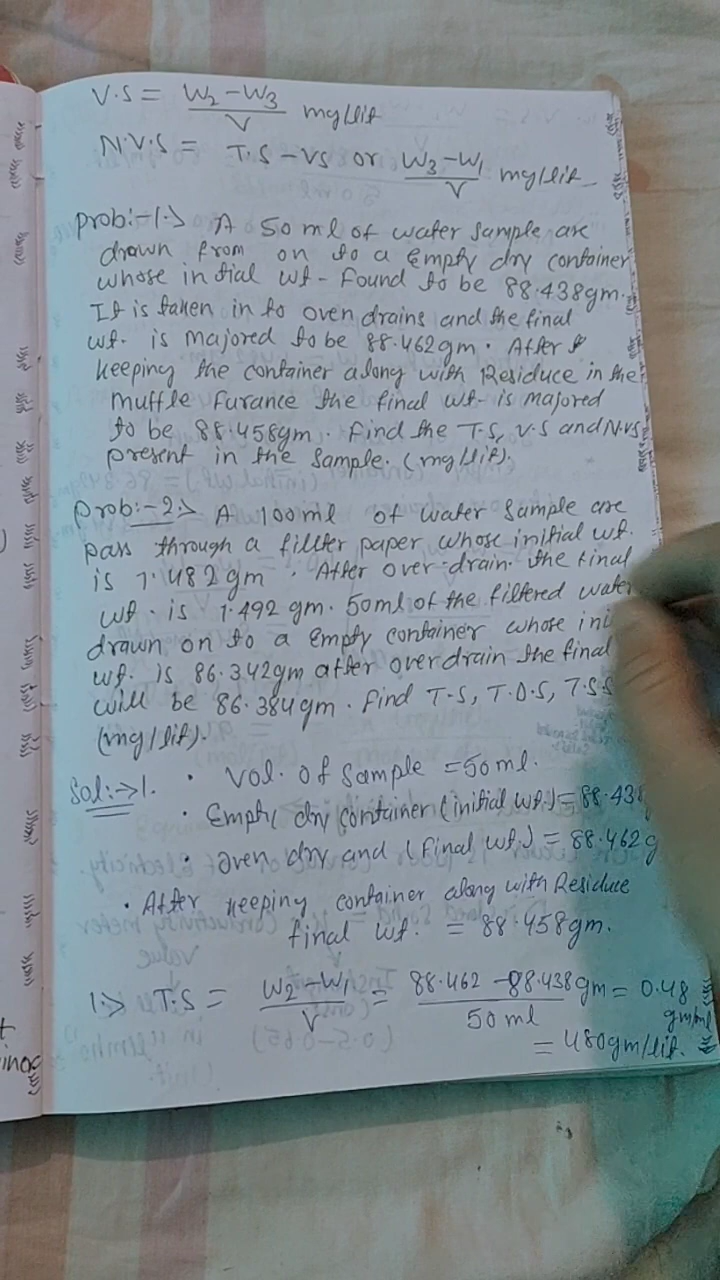 V.S = W2-W3/V mg/lit
N.V.S = T.S-VS or W3-W1/V mg/lit
prob:-1.> A 50 ml of water sample are
drawn from on to a Empty dry container
whose in tial wt- Found to be 88.438gm.
It is taken in to oven drains and the final
wt. is majored to be 88.462gm. After
keeping the container along with Residuce in the
muffle Furance the final wt- is majored
to be 88.458gm. Find the T.S, V.S and N.VS
present in the sample. (mg/lit).
prob:-2.> A 100ml of water sample are
pass through a fillter paper whose initial wt.
is 1.482gm. After over-drain the final
wt. is 1.492 gm. 50ml of the filtered water
drawn on to a Empty container whose ini
wt. is 86.342gm after overdrain the final
will be 86.384gm. Find T.S, T.D.S, T.S.S
(mg/lit).
Sol:->1. • Vol. of sample = 50ml.
• Empty dry container (initial wt.) = 88.438
• oven dry and (Final wt.) = 88.462g
• After keeping container along with Residue
final wt. = 88.458gm.
1.> T.S = W2-W1/V = 88.462-88.438gm/50 ml = 0.48
gm/ml
= 480gm/lit.